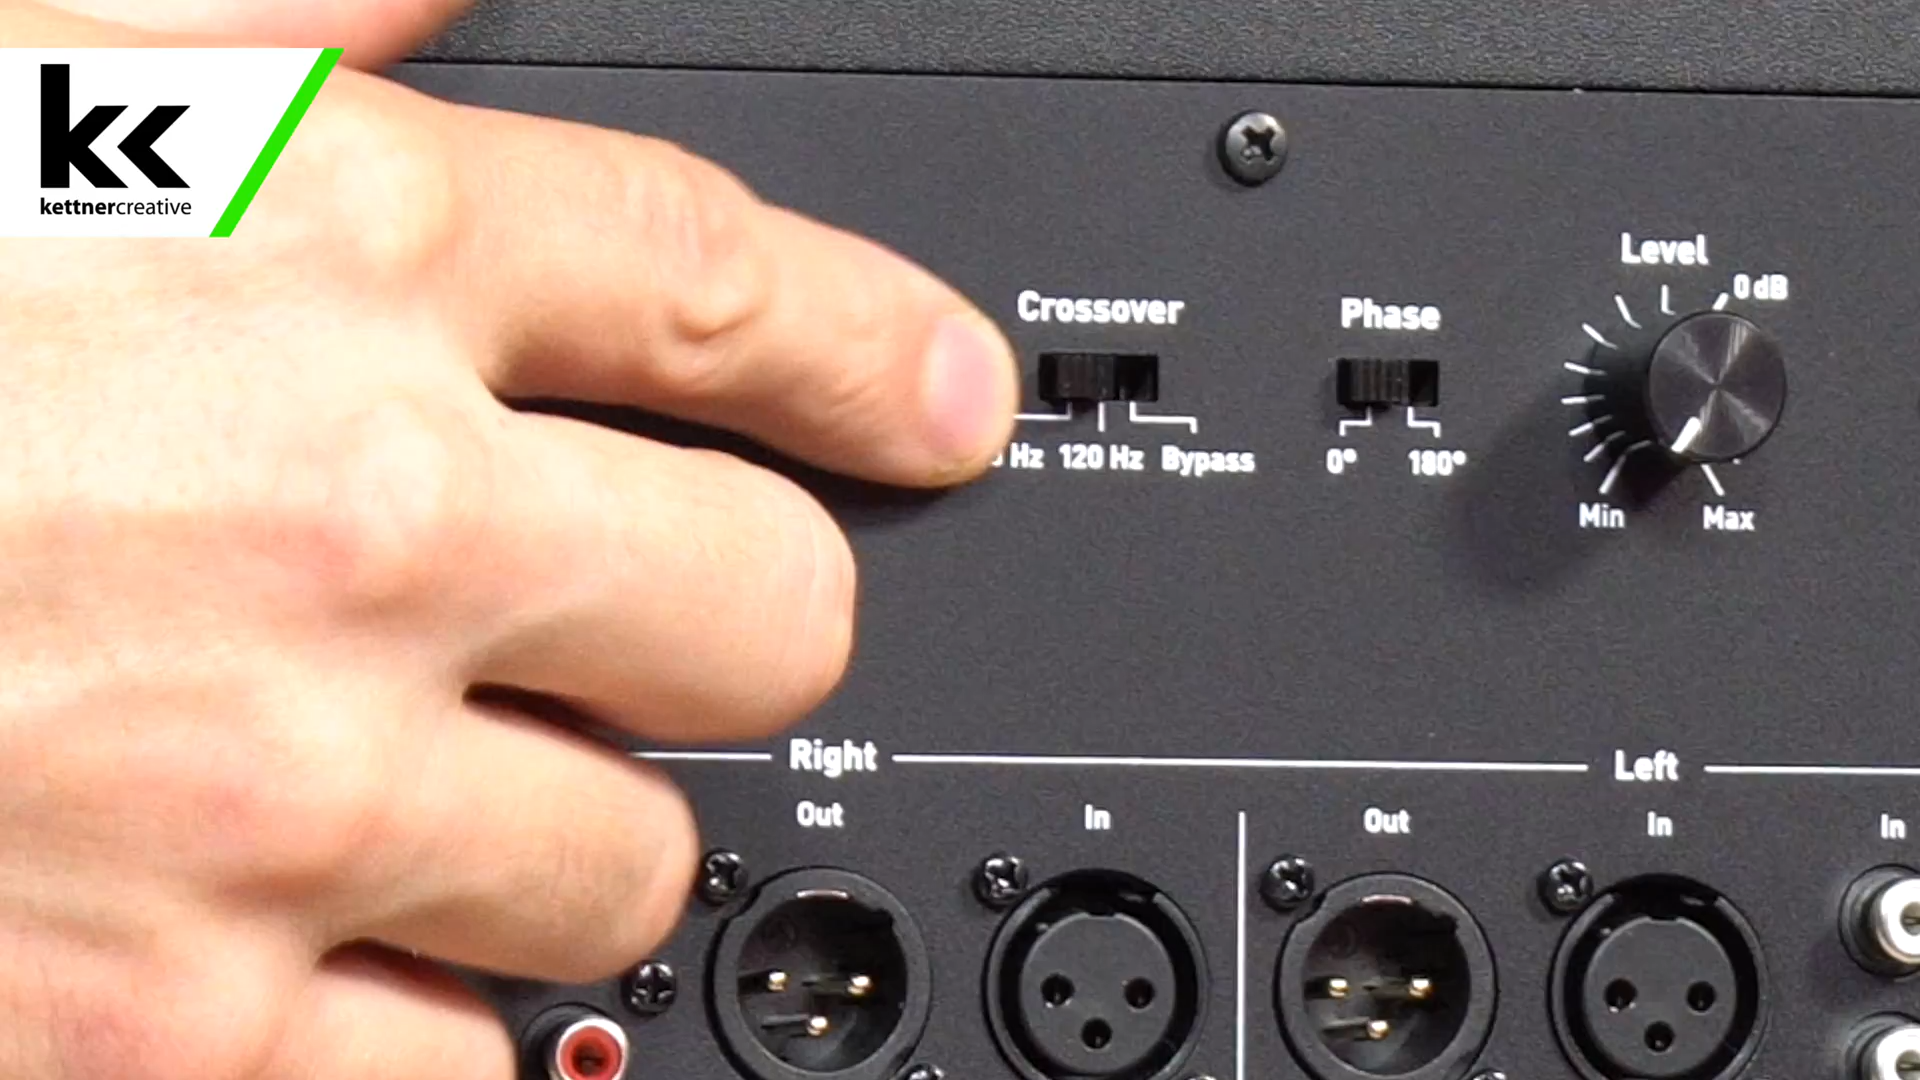 kc
kettnercreative
Level
0 dB
Crossover
Phase
Hz 120 Hz Bypass
0° 180°
Min Max
Right
Left
Out In Out In In